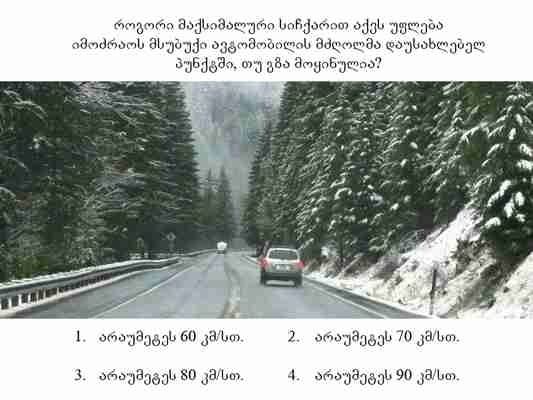 როგორი მაქსიმალური სიჩქარით აქვს უფლება
იმოძრაოს მსუბუქი ავტომობილის მძღოლმა დაუსახლებელ
პუნქტში, თუ გზა მოყინულია?
1. არაუმეტეს 60 კმ/სთ. 2. არაუმეტეს 70 კმ/სთ.
3. არაუმეტეს 80 კმ/სთ. 4. არაუმეტეს 90 კმ/სთ.